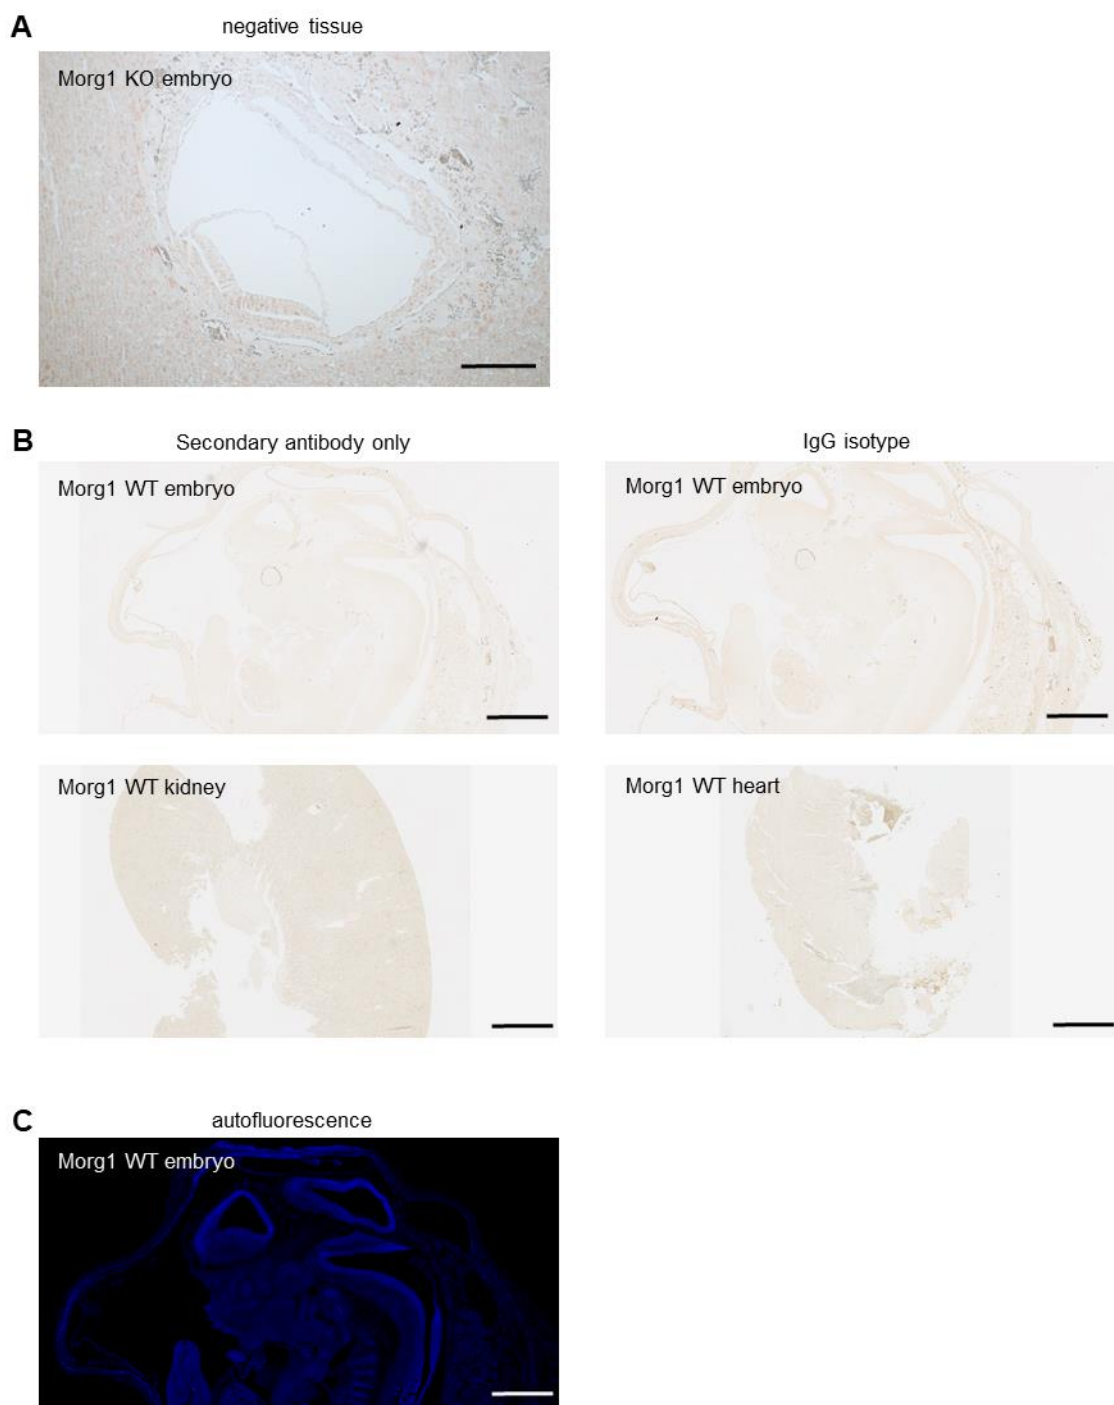 A
negative tissue
Morg1 KO embryo
B
Secondary antibody only
IgG isotype
Morg1 WT embryo
Morg1 WT embryo
Morg1 WT kidney
Morg1 WT heart
C
autofluorescence
Morg1 WT embryo